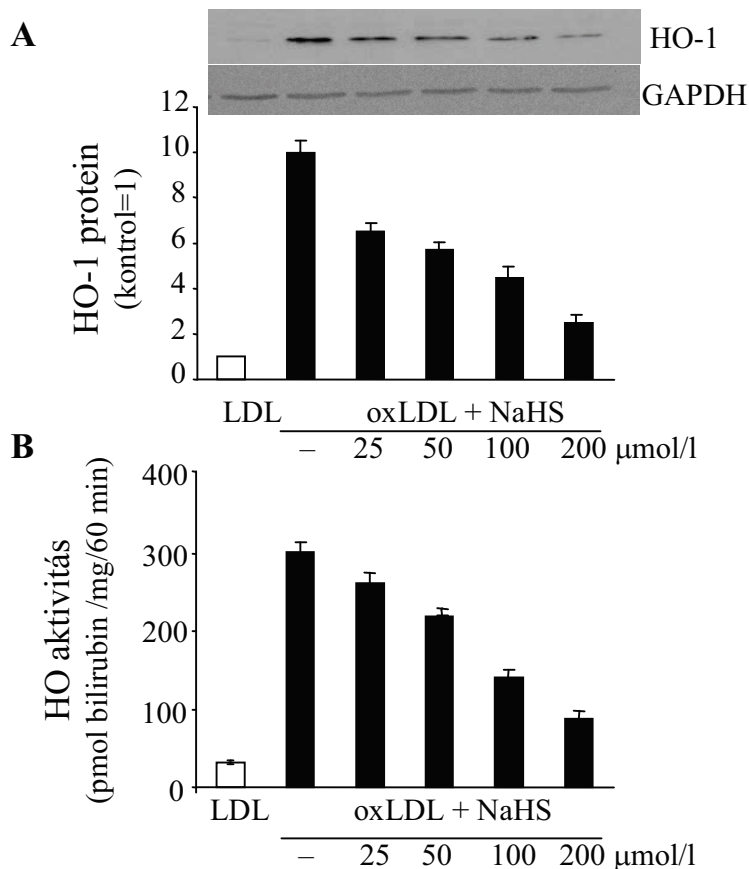 A
HO-1
GAPDH
HO-1 protein
(kontrol=1)
12
10
8
6
4
2
0
LDL
oxLDL + NaHS
– 25 50 100 200 μmol/l
B
HO aktivitás
(pmol bilirubin /mg/60 min)
400
300
200
100
0
LDL
oxLDL + NaHS
– 25 50 100 200 μmol/l